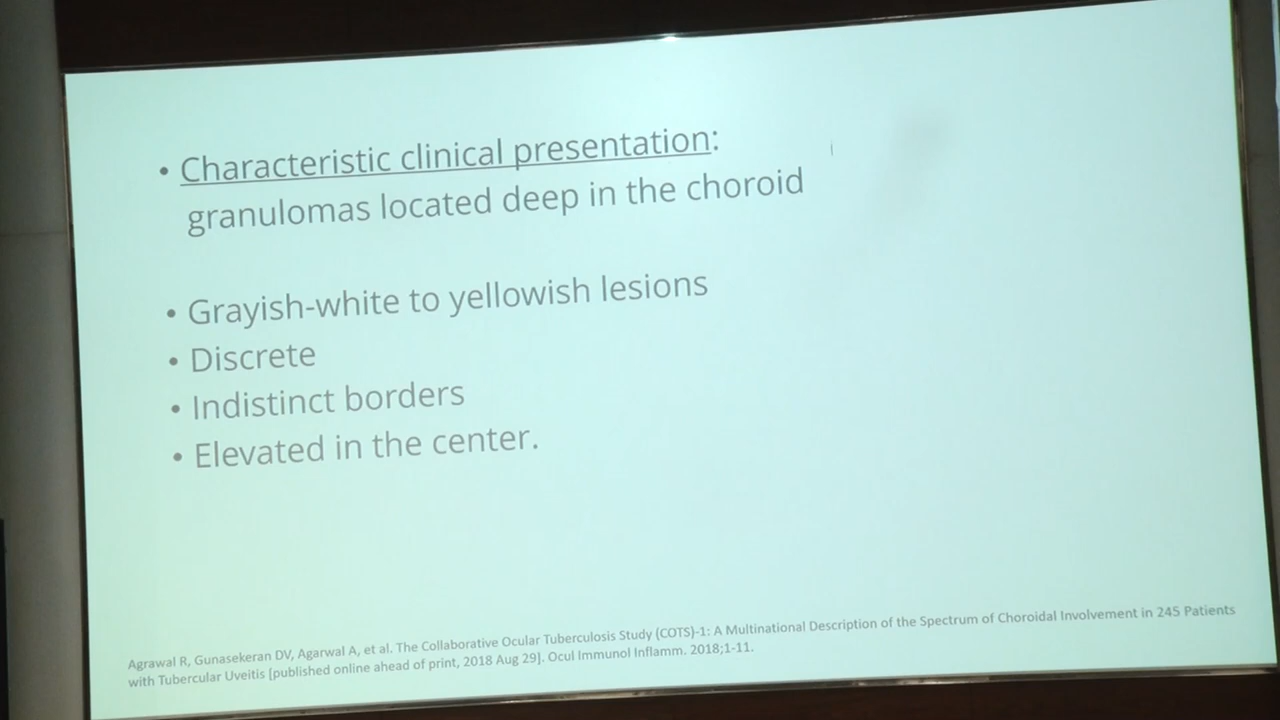 • Characteristic clinical presentation:
granulomas located deep in the choroid
• Grayish-white to yellowish lesions
• Discrete
• Indistinct borders
• Elevated in the center.
Agrawal R, Gunasekeran DV, Agarwal A, et al. The Collaborative Ocular Tuberculosis Study (COTS)-1: A Multinational Description of the Spectrum of Choroidal Involvement in 245 Patients
with Tubercular Uveitis [published online ahead of print, 2018 Aug 29]. Ocul Immunol Inflamm. 2018;1-11.